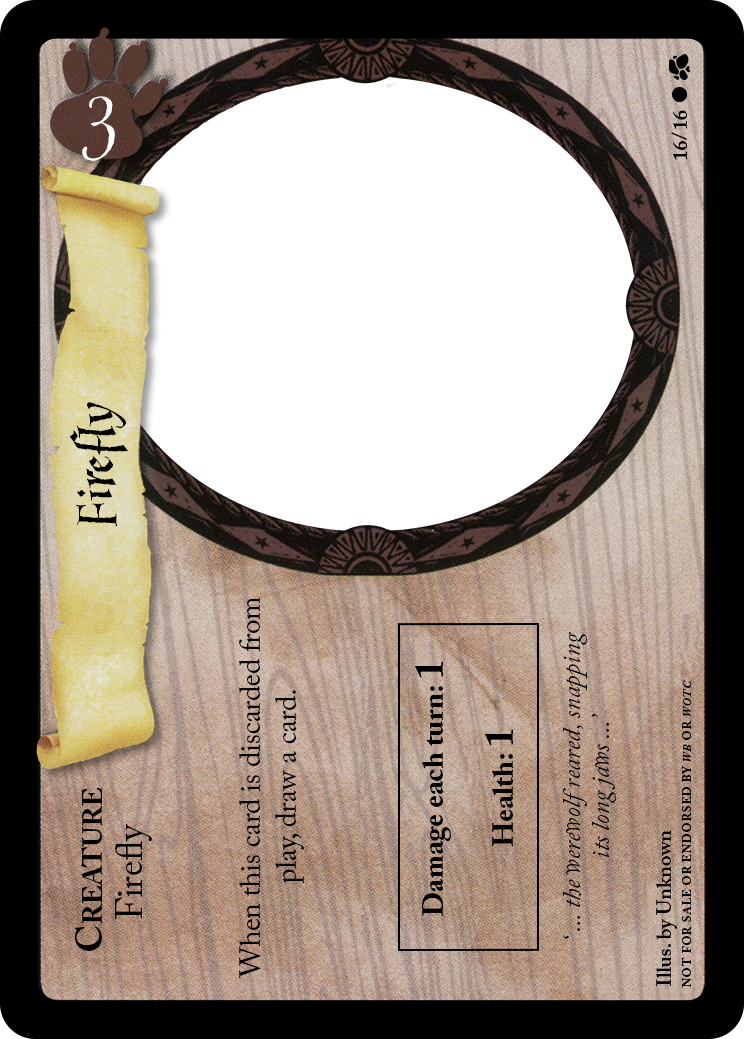 3
Firefly
16/16
CREATURE
Firefly
When this card is discarded from
play, draw a card.
Damage each turn: 1
Health: 1
‘... the werewolf reared, snapping
its long jaws ...’
Illus. by Unknown
NOT FOR SALE OR ENDORSED BY WB OR WOTC